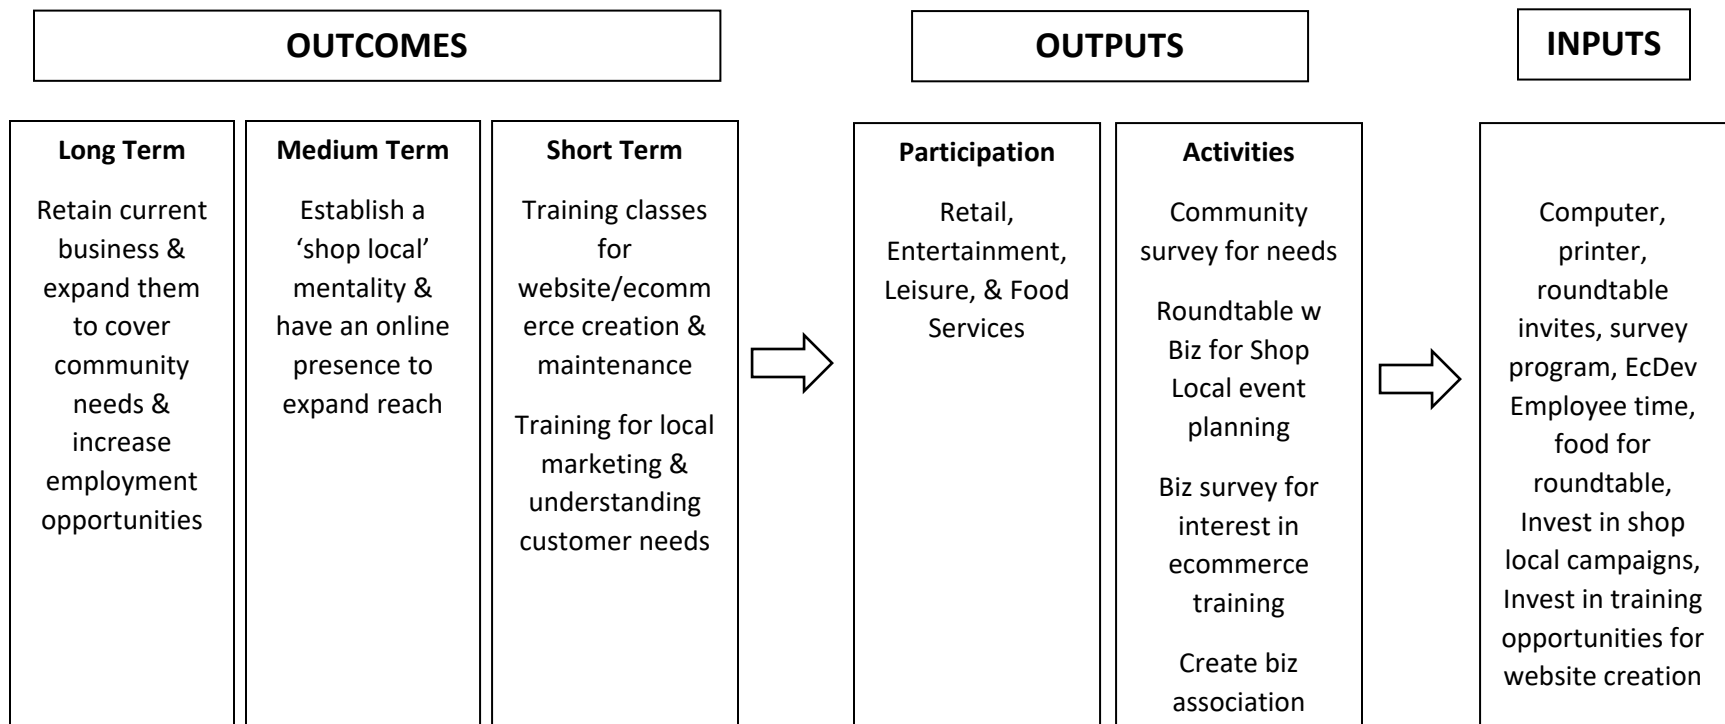 OUTCOMES
OUTPUTS
INPUTS
Long Term
Retain current
business &
expand them
to cover
community
needs &
increase
employment
opportunities
Medium Term
Establish a
‘shop local’
mentality &
have an online
presence to
expand reach
Short Term
Training classes
for
website/ecomm
erce creation &
maintenance
Training for local
marketing &
understanding
customer needs
Participation
Retail,
Entertainment,
Leisure, & Food
Services
Activities
Community
survey for needs
Roundtable w
Biz for Shop
Local event
planning
Biz survey for
interest in
ecommerce
training
Create biz
association
Computer,
printer,
roundtable
invites, survey
program, EcDev
Employee time,
food for
roundtable,
Invest in shop
local campaigns,
Invest in training
opportunities for
website creation